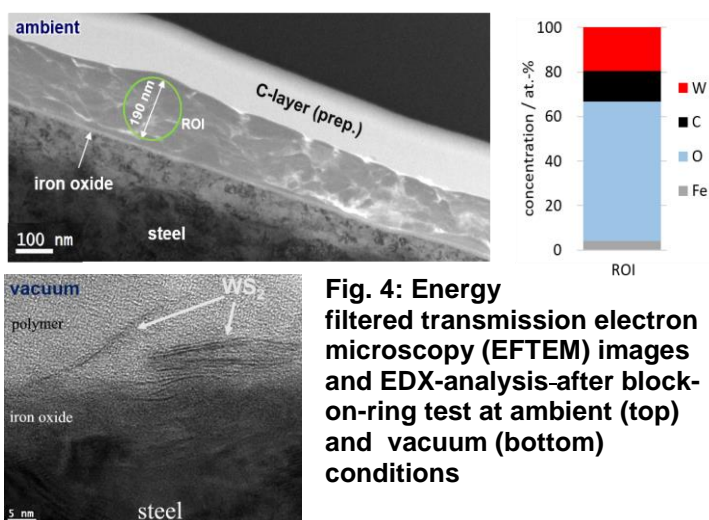 ambient
190 nm
ROI
C-layer (prep.)
iron oxide
steel
100 nm
100
80
60
40
20
0
concentration / at.-%
ROI
W
C
O
Fe
vacuum
WS₂
polymer
iron oxide
steel
5 nm
Fig. 4: Energy
filtered transmission electron
microscopy (EFTEM) images
and EDX-analysis-after block-
on-ring test at ambient (top)
and vacuum (bottom)
conditions